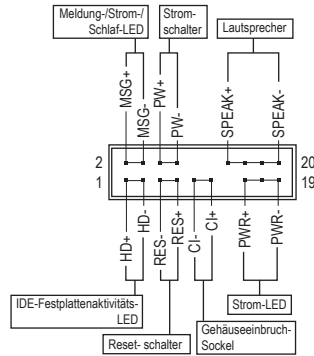 Meldung-/Strom-/
Schlaf-LED
Strom-
schalter
Lautsprecher
MSG+
MSG-
PW+
PW-
SPEAK+
SPEAK-
2
20
1
19
HD+
HD-
RES-
RES+
CI-
CI+
PWR+
PWR-
IDE-Festplattenaktivitäts-
LED
Reset- schalter
Gehäuseeinbruch-
Sockel
Strom-LED